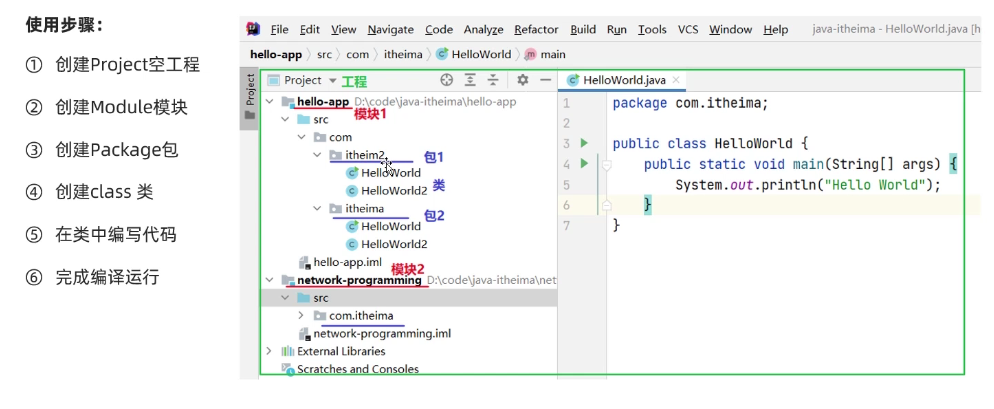 使用步骤：
① 创建Project空工程
② 创建Module模块
③ 创建Package包
④ 创建class 类
⑤ 在类中编写代码
⑥ 完成编译运行
File Edit View Navigate Code Analyze Refactor Build Run Tools VCS Window Help java-itheima - HelloWorld.java [h
hello-app src com itheima HelloWorld main
Project
Project 工程
hello-app D:\code\java-itheima\hello-app
模块1
src
com
itheim2 包1
HelloWorld
HelloWorld2 类
itheima 包2
HelloWorld
HelloWorld2
hello-app.iml
模块2
network-programming D:\code\java-itheima\net
src
com.itheima
network-programming.iml
External Libraries
Scratches and Consoles
HelloWorld.java
1 package com.itheima;
2
3 public class HelloWorld {
4 public static void main(String[] args) {
5 System.out.println("Hello World");
6 }
7 }